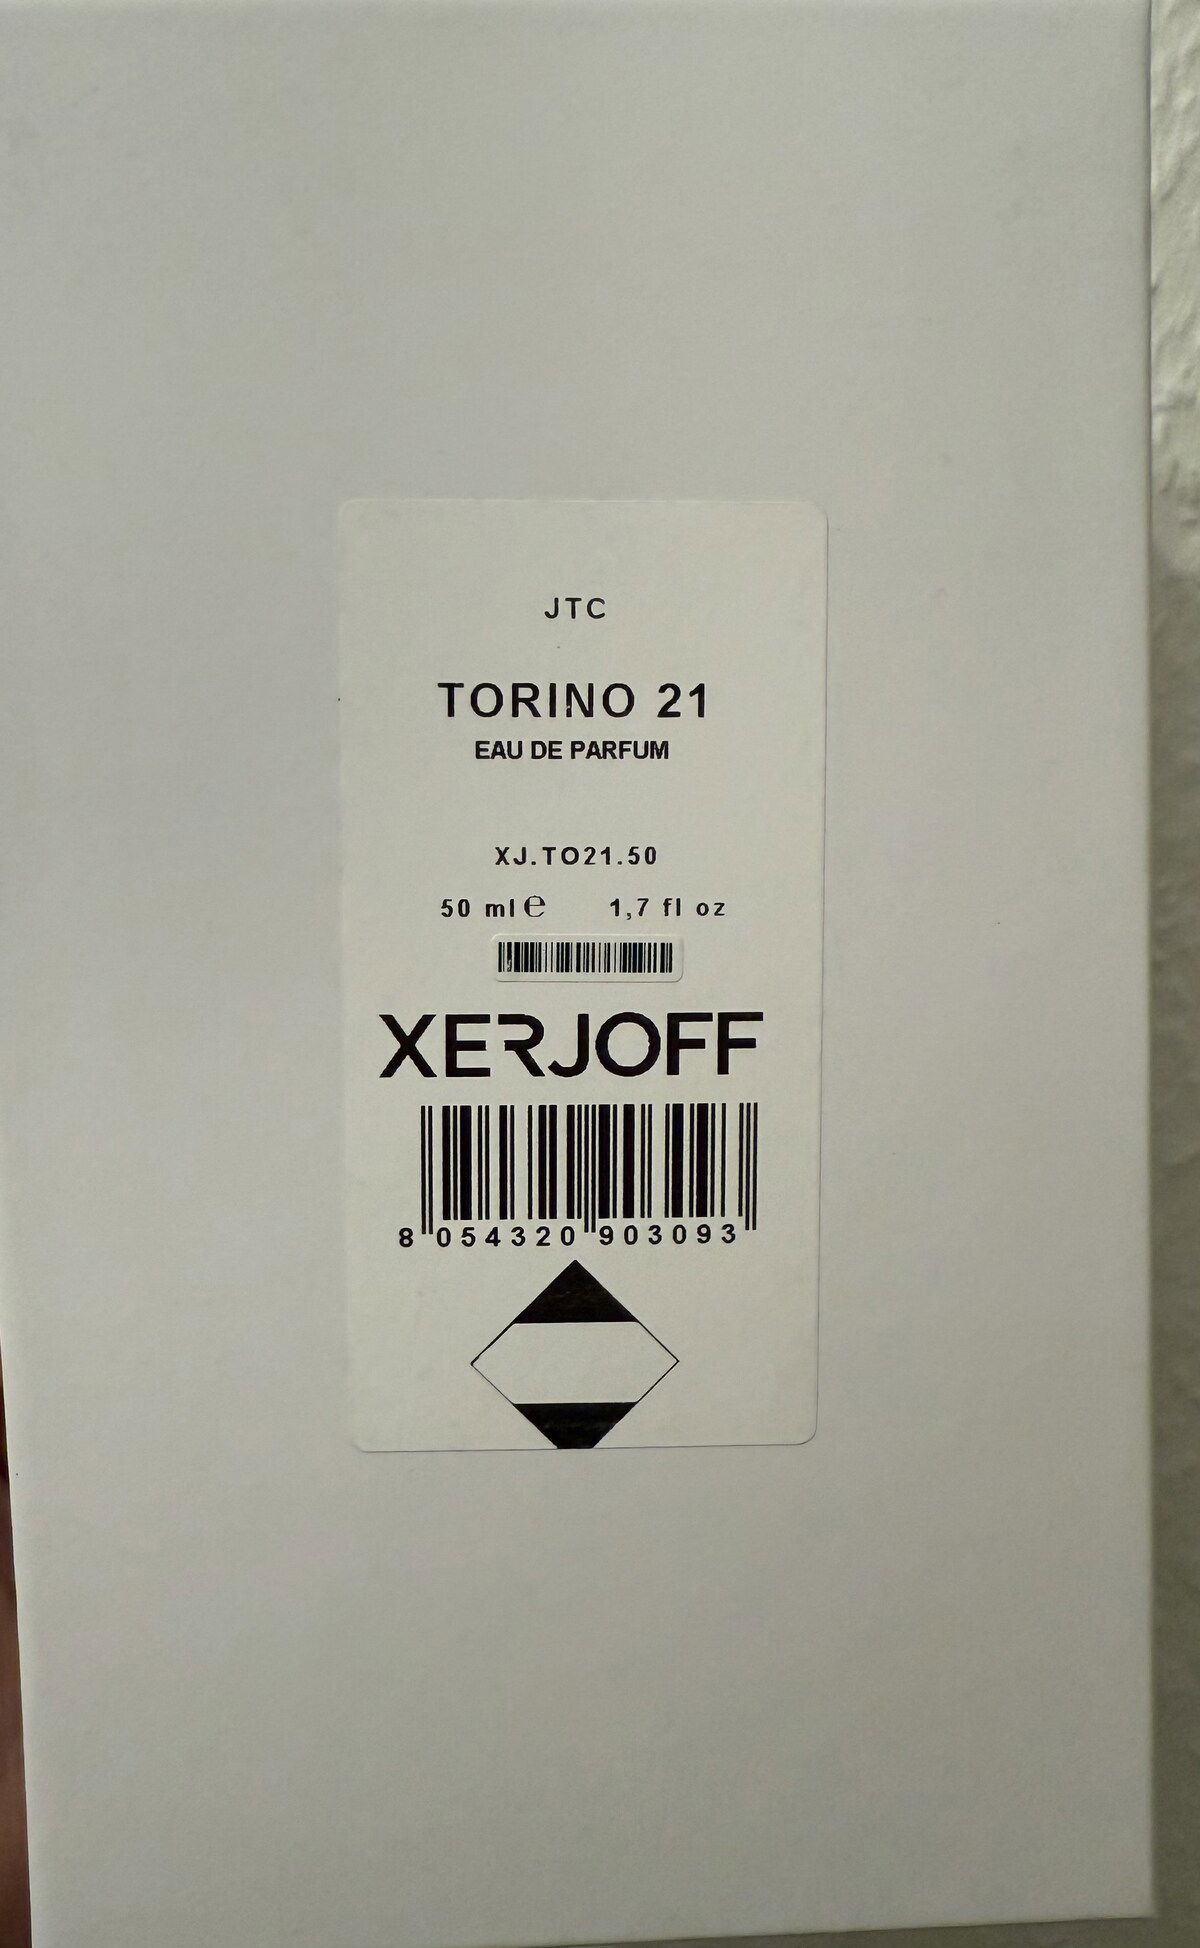 JTC
TORINO 21
EAU DE PARFUM
XJ.TO21.50
50 ml ℮ 1,7 fl oz
XERJOFF
8 054320 903093